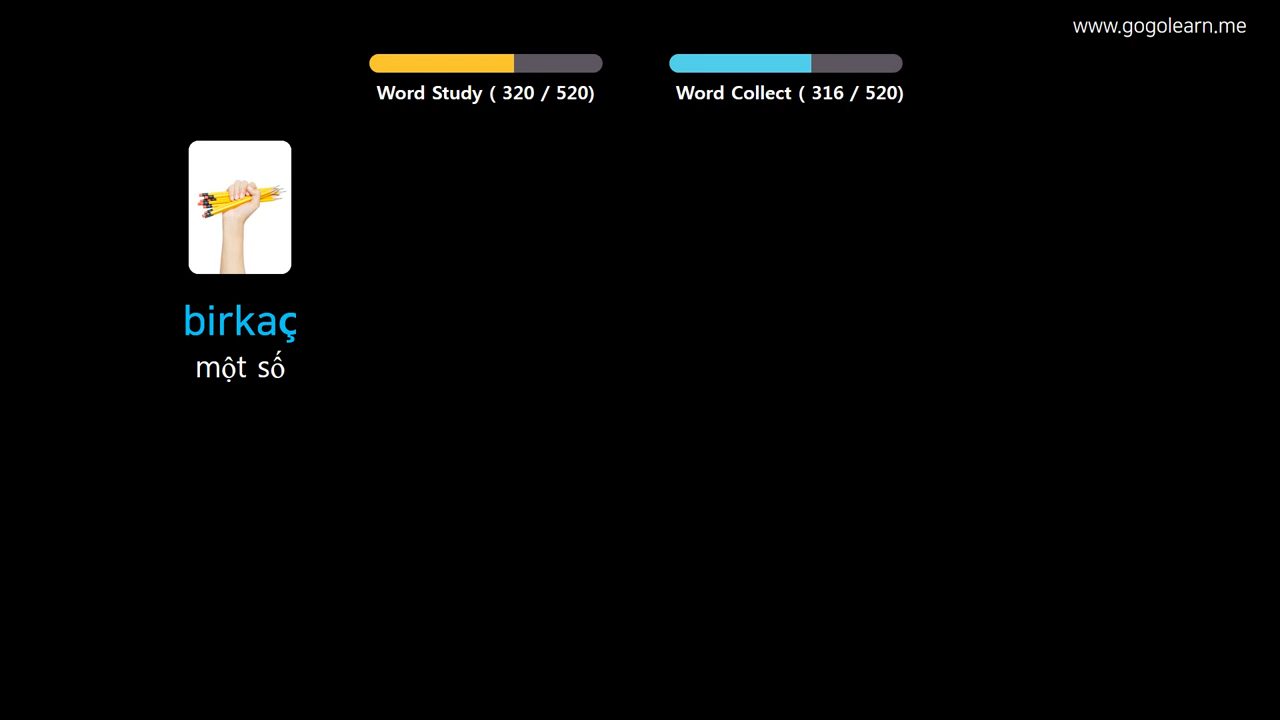 www.gogolearn.me
Word Study ( 320 / 520)
Word Collect ( 316 / 520)
birkaç
một số